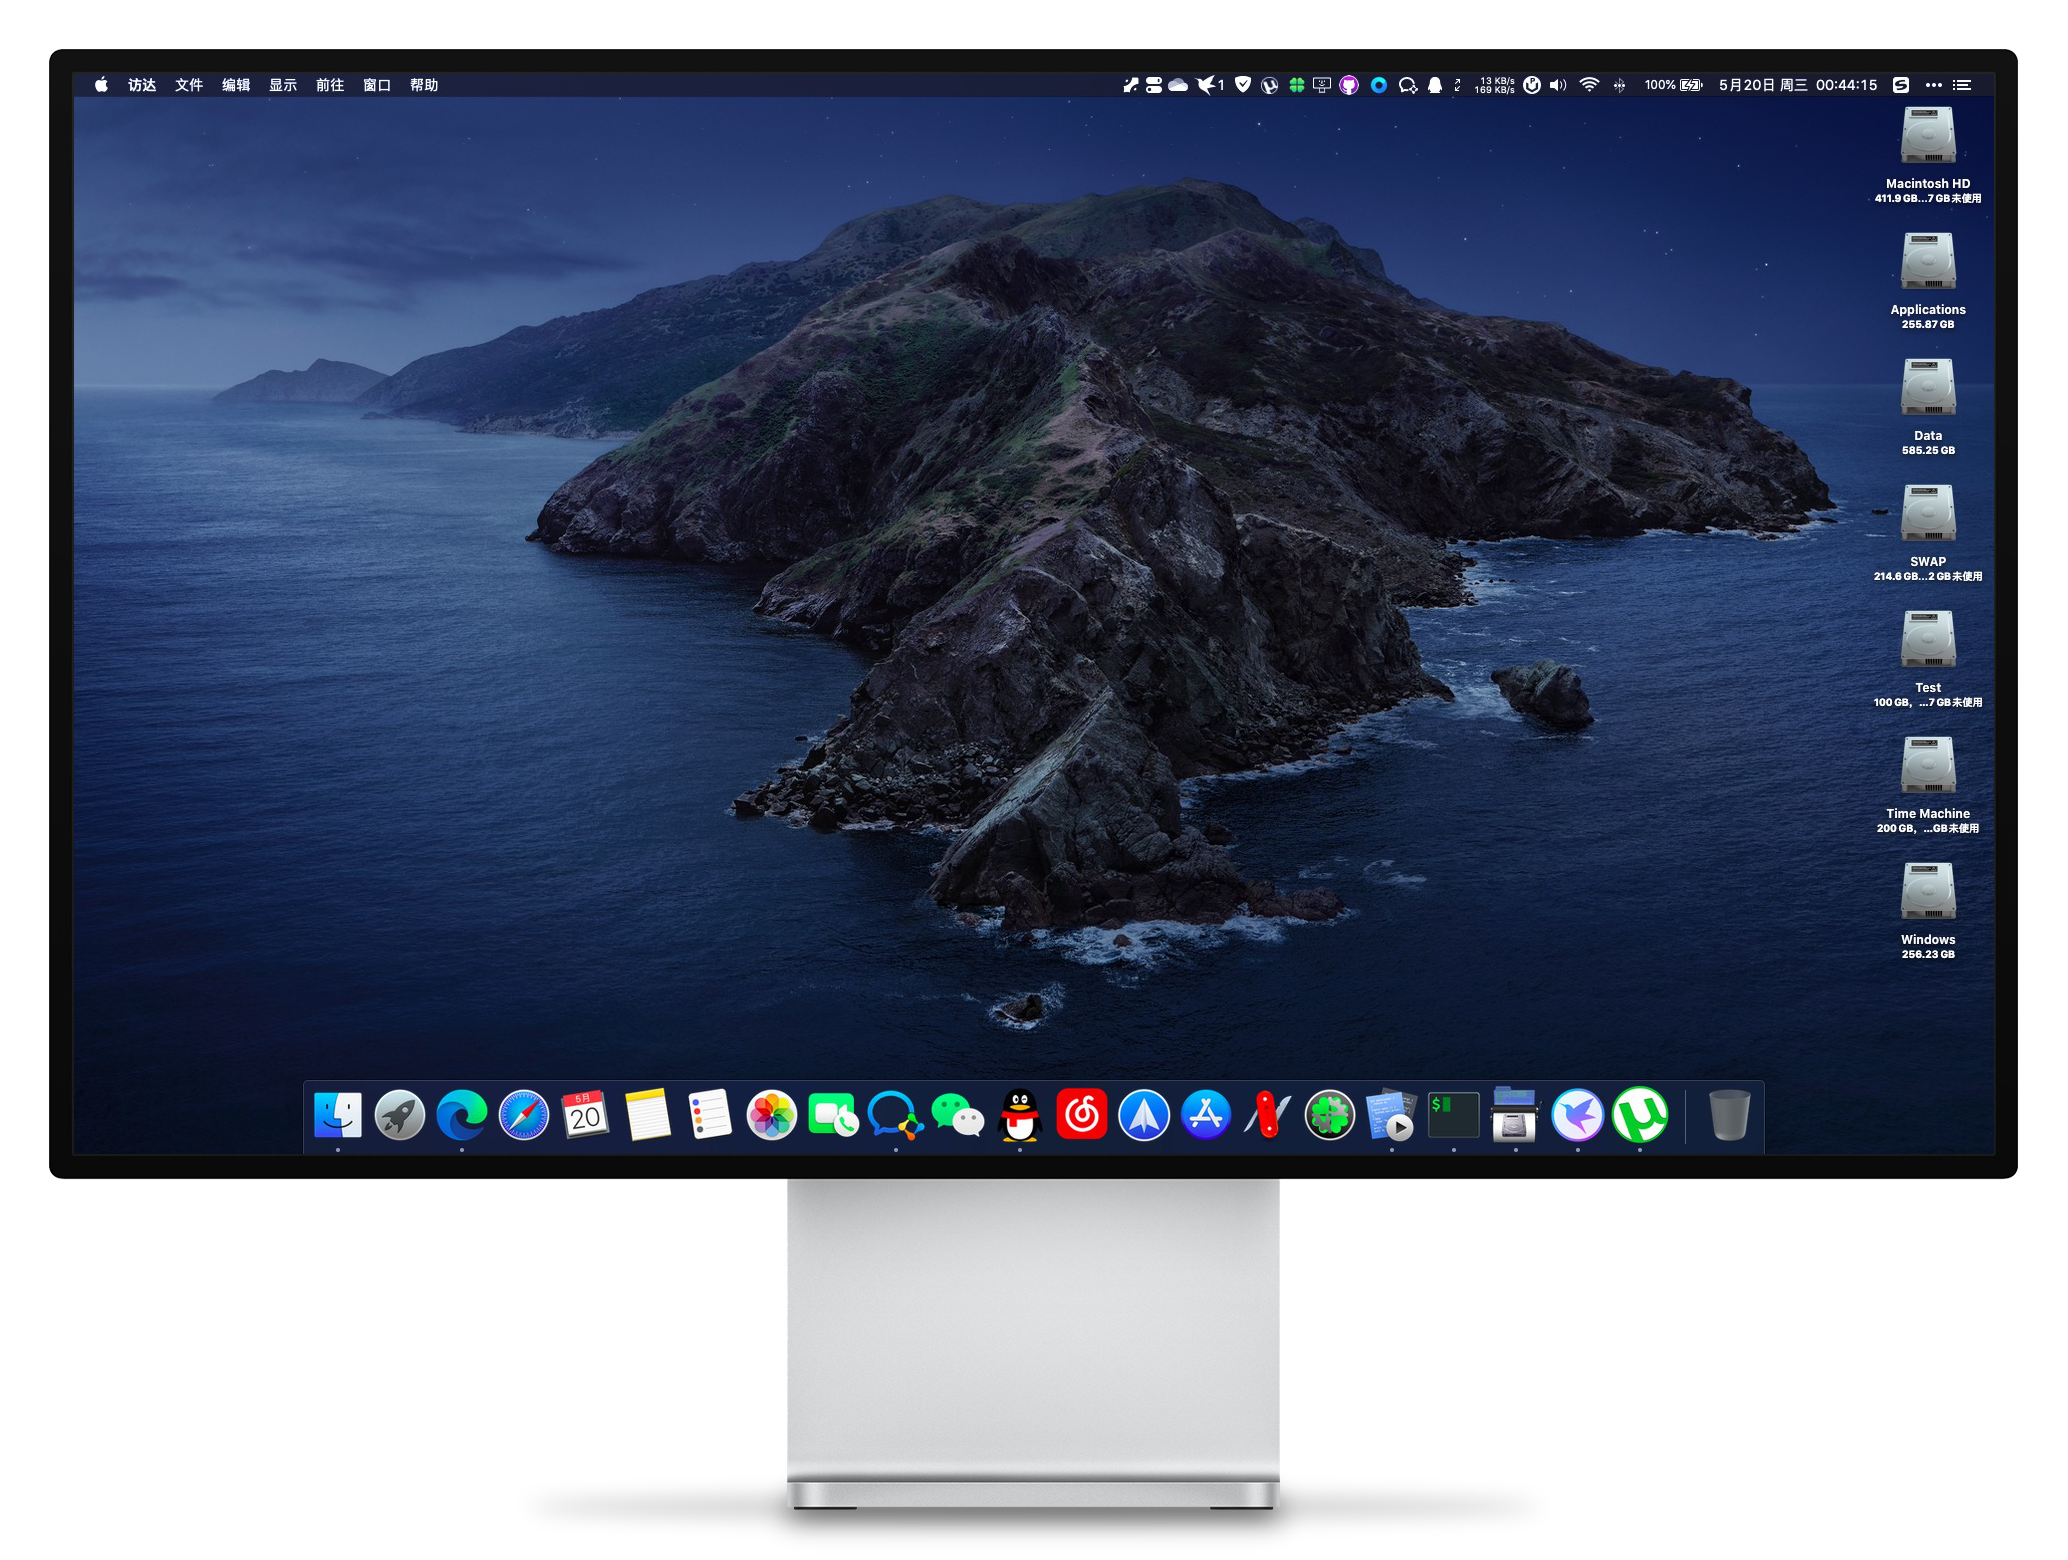 访达 文件 编辑 显示 前往 窗口 帮助 1 13 KB/s 100% 5月20日 周三 00:44:15
169 KB/s
Macintosh HD
411.9 GB...7 GB未使用
Applications
255.87 GB
Data
585.25 GB
SWAP
214.6 GB...2 GB未使用
Test
100 GB, ...7 GB未使用
Time Machine
200 GB, ...GB未使用
Windows
256.23 GB
5月
20
$